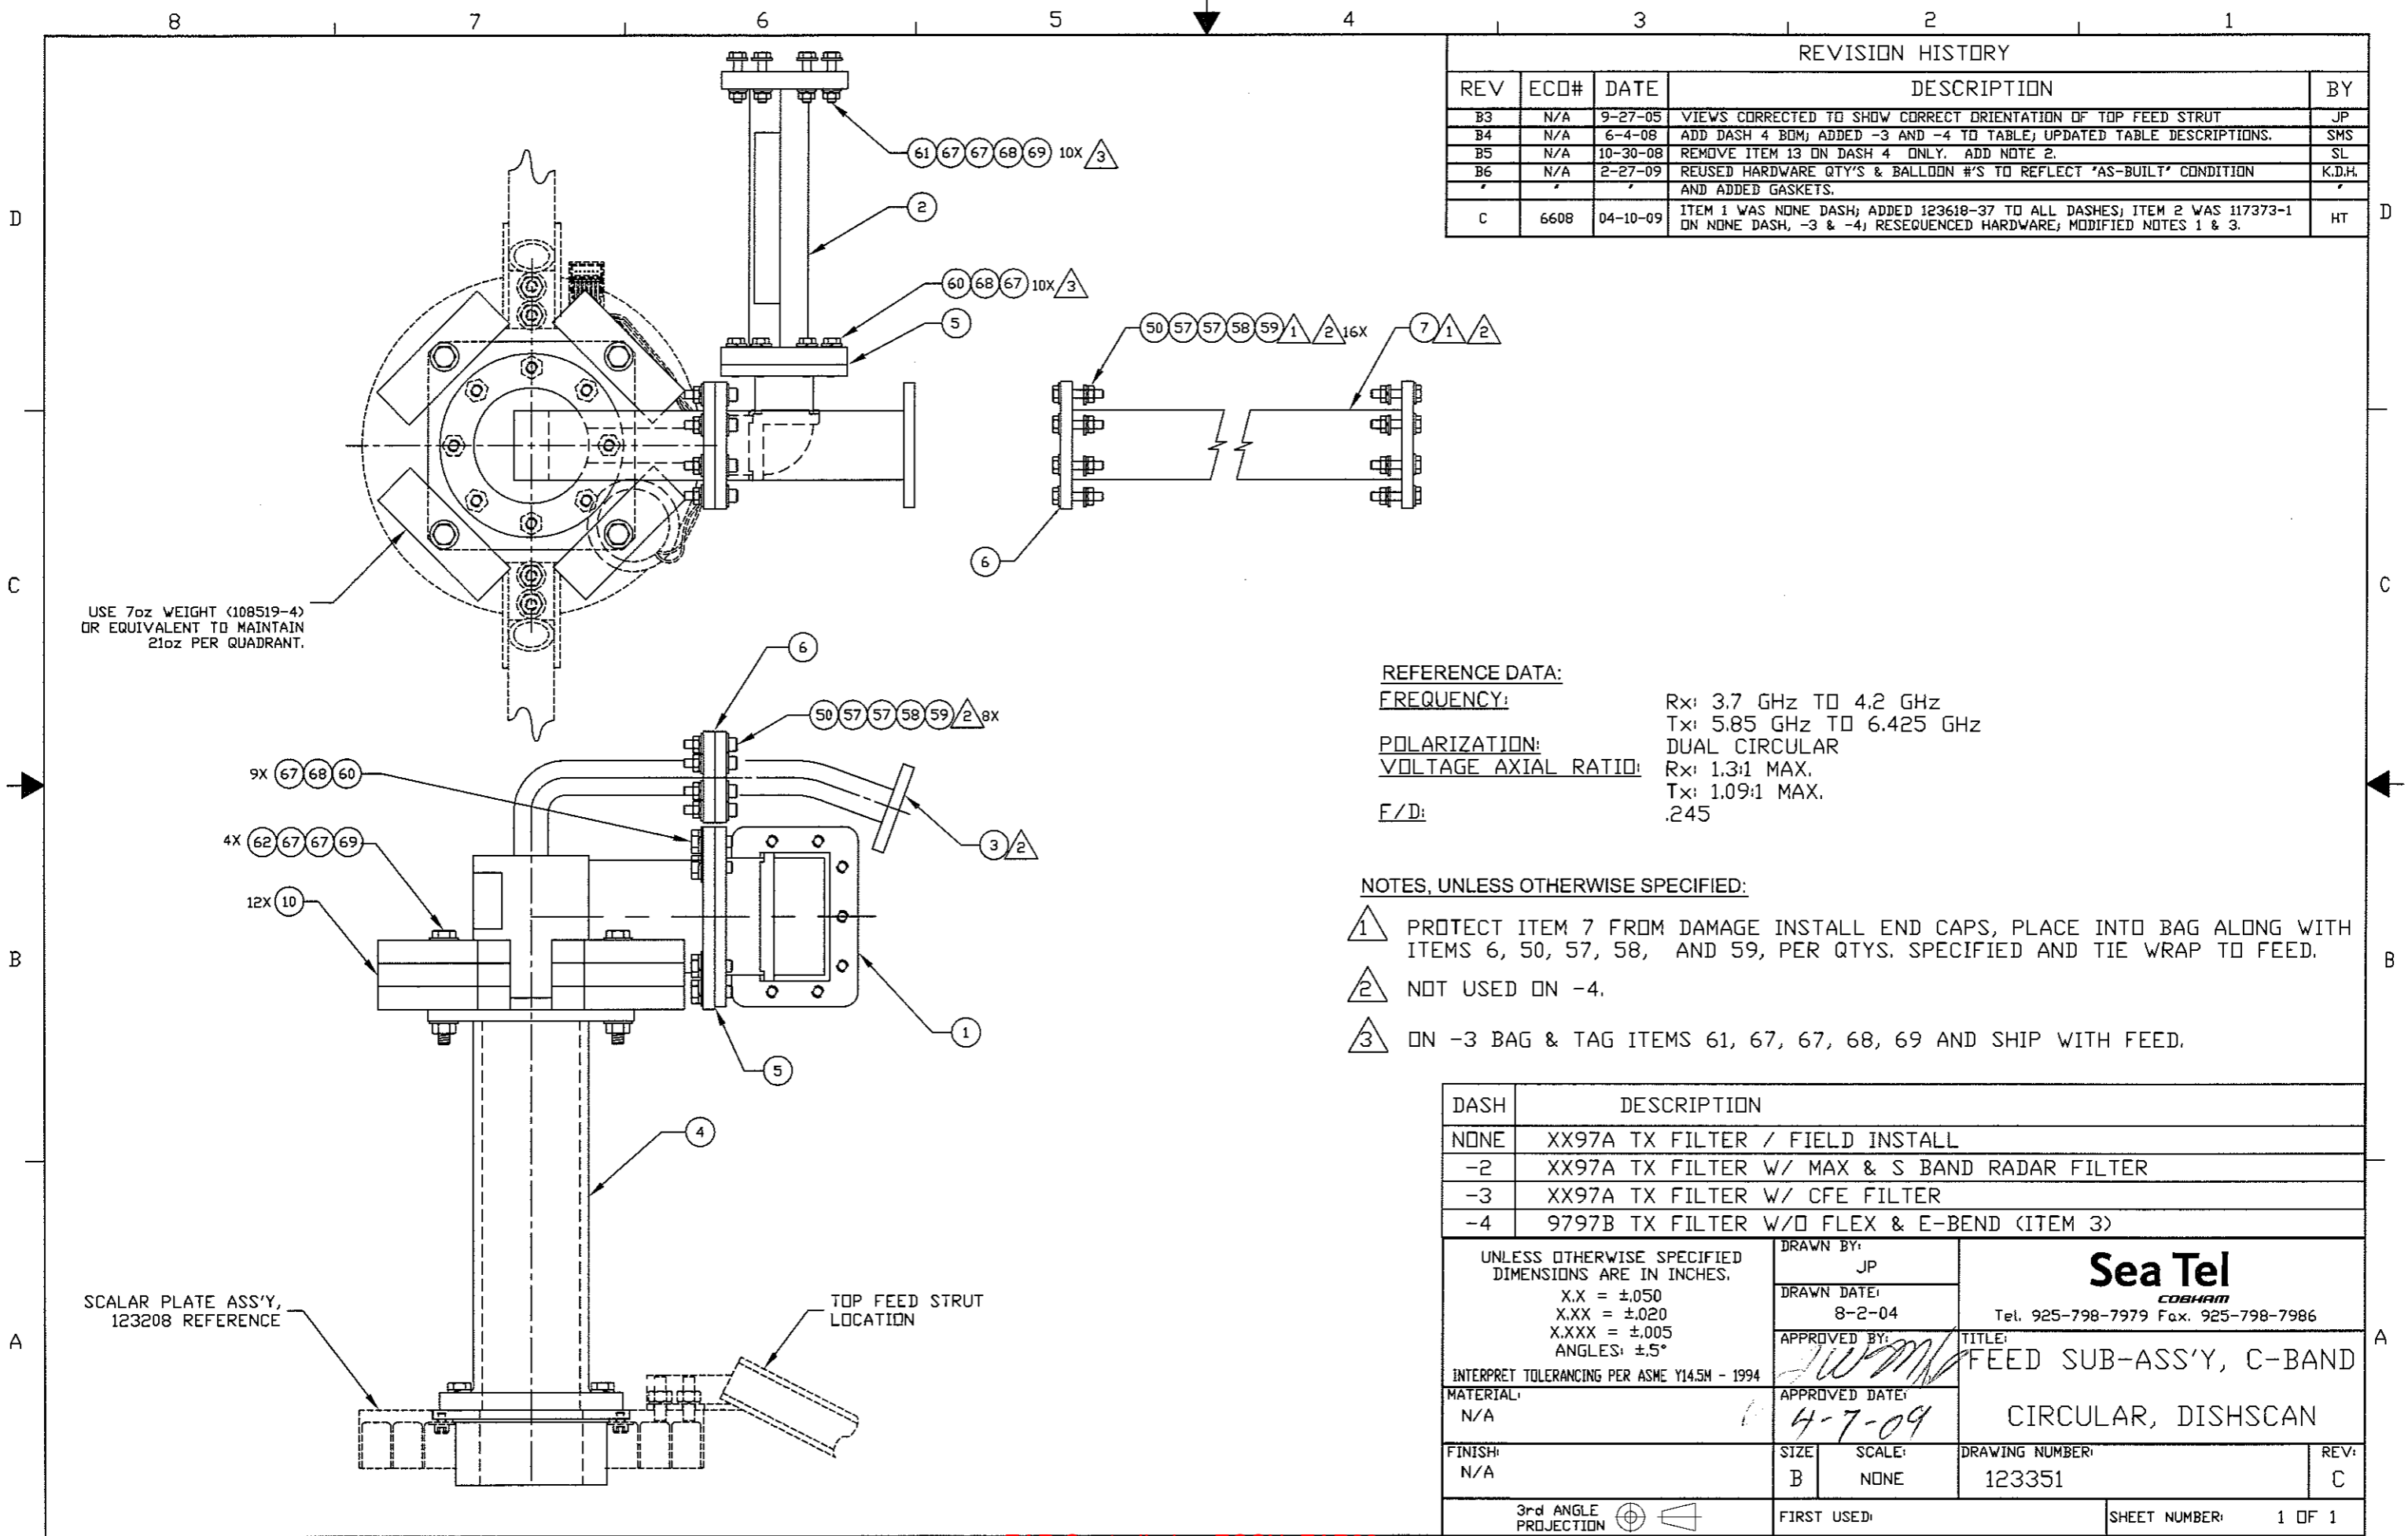 8 7 6 5 4 3 2 1
REVISION HISTORY
REV ECO# DATE DESCRIPTION BY
B3 N/A 9-27-05 VIEWS CORRECTED TO SHOW CORRECT ORIENTATION OF TOP FEED STRUT JP
B4 N/A 6-4-08 ADD DASH 4 BOM; ADDED -3 AND -4 TO TABLE; UPDATED TABLE DESCRIPTIONS. SMS
B5 N/A 10-30-08 REMOVE ITEM 13 ON DASH 4 ONLY. ADD NOTE 2. SL
B6 N/A 2-27-09 REUSED HARDWARE QTY'S & BALLOON #'S TO REFLECT "AS-BUILT" CONDITION K.D.H.
" " " AND ADDED GASKETS. "
C 6608 04-10-09 ITEM 1 WAS NONE DASH; ADDED 123618-37 TO ALL DASHES; ITEM 2 WAS 117373-1
ON NONE DASH, -3 & -4; RESEQUENCED HARDWARE; MODIFIED NOTES 1 & 3. HT
D D
61 67 67 68 69 10X 3
2
60 68 67 10X 3
5
50 57 57 58 59 1 2 16X
7 1 2
6
C C
USE 7oz WEIGHT (108519-4)
OR EQUIVALENT TO MAINTAIN
21oz PER QUADRANT.
6
50 57 57 58 59 2 8X
9X 67 68 60
4X 62 67 67 69
3 2
12X 10
1
5
4
B B
REFERENCE DATA:
FREQUENCY: Rx: 3.7 GHz TO 4.2 GHz
Tx: 5.85 GHz TO 6.425 GHz
POLARIZATION: DUAL CIRCULAR
VOLTAGE AXIAL RATIO: Rx: 1.3:1 MAX.
Tx: 1.09:1 MAX.
F/D: .245
NOTES, UNLESS OTHERWISE SPECIFIED:
1 PROTECT ITEM 7 FROM DAMAGE INSTALL END CAPS, PLACE INTO BAG ALONG WITH
ITEMS 6, 50, 57, 58, AND 59, PER QTYS. SPECIFIED AND TIE WRAP TO FEED.
2 NOT USED ON -4.
3 ON -3 BAG & TAG ITEMS 61, 67, 67, 68, 69 AND SHIP WITH FEED.
DASH DESCRIPTION
NONE XX97A TX FILTER / FIELD INSTALL
-2 XX97A TX FILTER W/ MAX & S BAND RADAR FILTER
-3 XX97A TX FILTER W/ CFE FILTER
-4 9797B TX FILTER W/O FLEX & E-BEND (ITEM 3)
SCALAR PLATE ASS'Y,
123208 REFERENCE
TOP FEED STRUT
LOCATION
A A
UNLESS OTHERWISE SPECIFIED
DIMENSIONS ARE IN INCHES.
X.X = ±.050
X.XX = ±.020
X.XXX = ±.005
ANGLES: ±.5°
INTERPRET TOLERANCING PER ASME Y14.5M - 1994
MATERIAL:
N/A
FINISH:
N/A
3rd ANGLE
PROJECTION
DRAWN BY:
JP
DRAWN DATE:
8-2-04
APPROVED BY:
APPROVED DATE:
4-7-09
SIZE
B
SCALE:
NONE
FIRST USED:
Sea Tel
COBHAM
Tel. 925-798-7979 Fax. 925-798-7986
TITLE:
FEED SUB-ASS'Y, C-BAND
CIRCULAR, DISHSCAN
DRAWING NUMBER:
123351
REV:
C
SHEET NUMBER: 1 OF 1